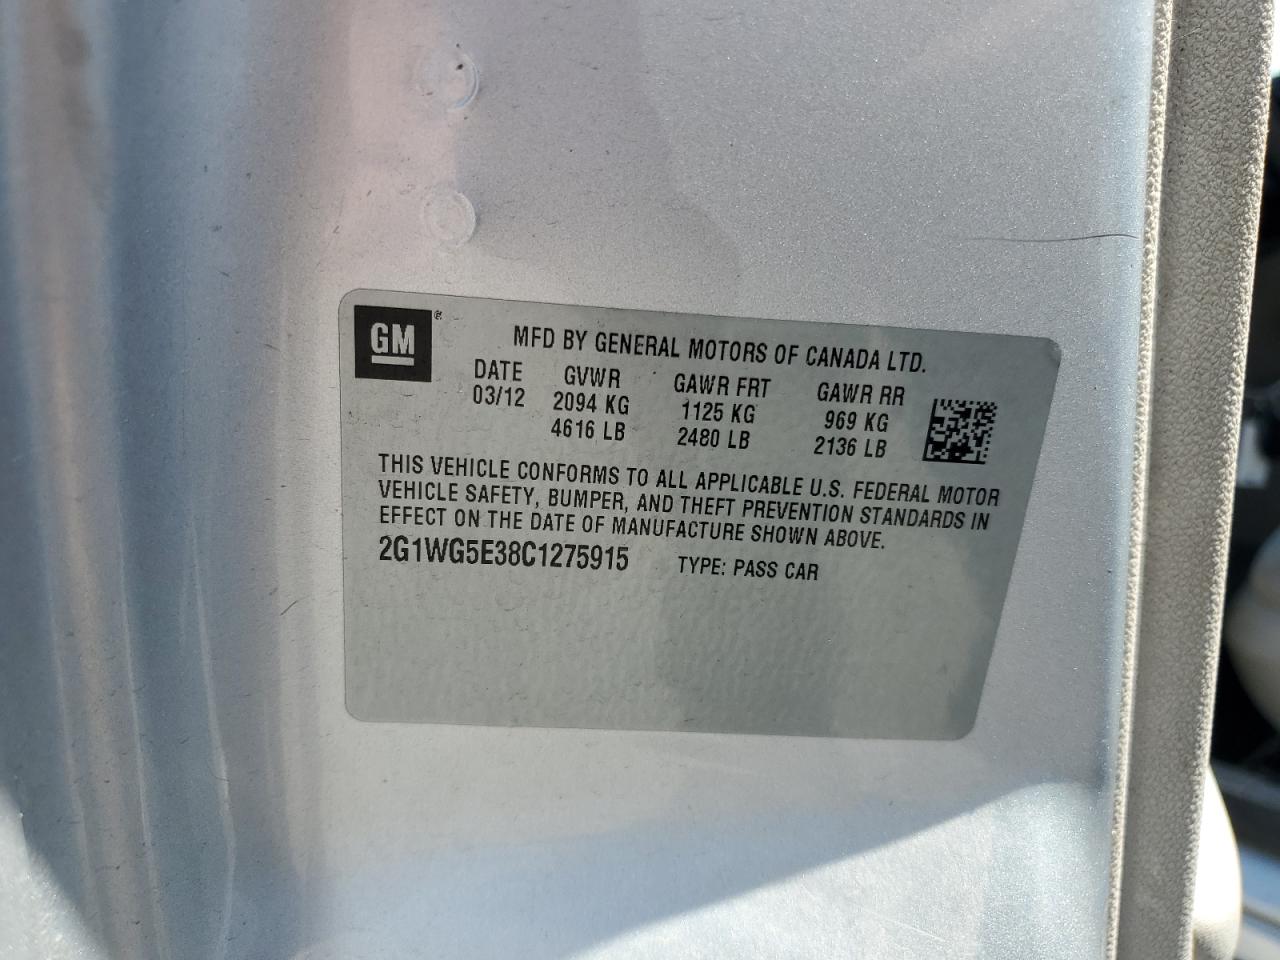 GM®
MFD BY GENERAL MOTORS OF CANADA LTD.
DATE GVWR GAWR FRT GAWR RR
03/12 2094 KG 1125 KG 969 KG
4616 LB 2480 LB 2136 LB
THIS VEHICLE CONFORMS TO ALL APPLICABLE U.S. FEDERAL MOTOR
VEHICLE SAFETY, BUMPER, AND THEFT PREVENTION STANDARDS IN
EFFECT ON THE DATE OF MANUFACTURE SHOWN ABOVE.
2G1WG5E38C1275915 TYPE: PASS CAR